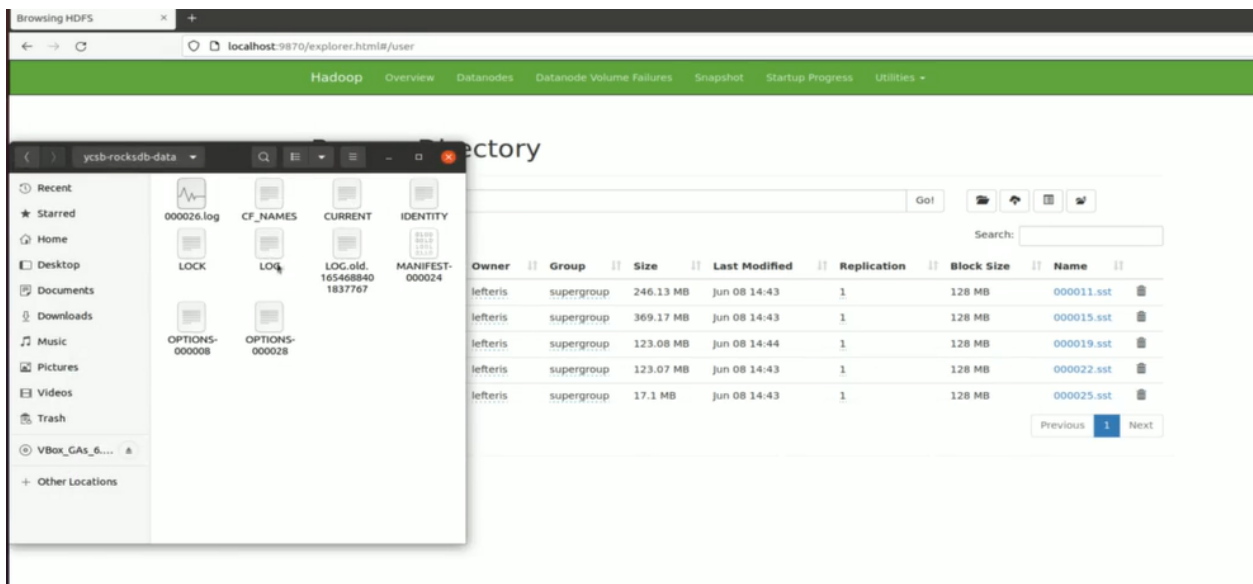 Browsing HDFS × +
localhost:9870/explorer.html#/user
Hadoop Overview Datanodes Datanode Volume Failures Snapshot Startup Progress Utilities
ectory
ycsb-rocksdb-data
Recent
Starred
Home
Desktop
Documents
Downloads
Music
Pictures
Videos
Trash
VBox_GAs_6....
+ Other Locations
000026.log CF_NAMES CURRENT IDENTITY
LOCK LOG LOG.old. MANIFEST-
165468840 000024
1837767
OPTIONS- OPTIONS-
000008 000028
Go!
Search:
Owner Group Size Last Modified Replication Block Size Name
lefteris supergroup 246.13 MB Jun 08 14:43 1 128 MB 000011.sst
lefteris supergroup 369.17 MB Jun 08 14:43 1 128 MB 000015.sst
lefteris supergroup 123.08 MB Jun 08 14:44 1 128 MB 000019.sst
lefteris supergroup 123.07 MB Jun 08 14:43 1 128 MB 000022.sst
lefteris supergroup 17.1 MB Jun 08 14:43 1 128 MB 000025.sst
Previous 1 Next